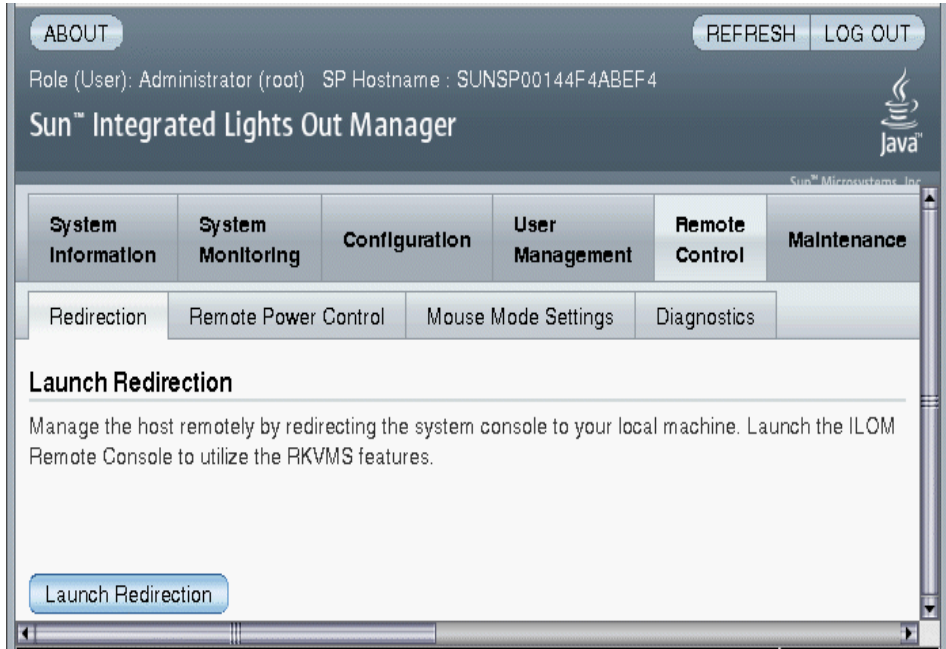 ABOUT
REFRESH
LOG OUT
Role (User): Administrator (root) SP Hostname : SUNSP00144F4ABEF4
Sun™ Integrated Lights Out Manager
Java™
Sun™ Microsystems, Inc
System Information
System Monitoring
Configuration
User Management
Remote Control
Maintenance
Redirection
Remote Power Control
Mouse Mode Settings
Diagnostics
Launch Redirection
Manage the host remotely by redirecting the system console to your local machine. Launch the ILOM
Remote Console to utilize the RKVMS features.
Launch Redirection